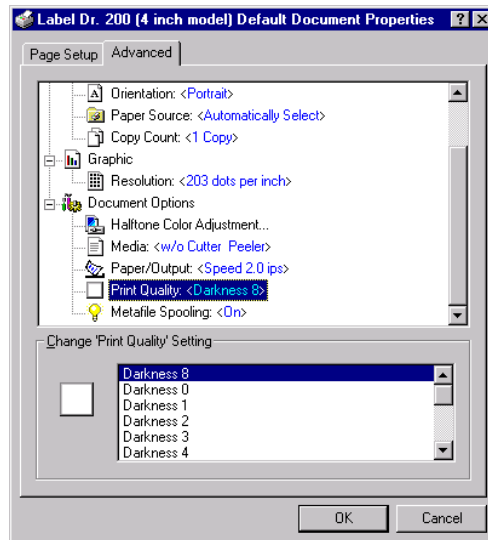 Label Dr. 200 (4 inch model) Default Document Properties
Page Setup
Advanced
Orientation: <Portrait>
Paper Source: <Automatically Select>
Copy Count: <1 Copy>
Graphic
Resolution: <203 dots per inch>
Document Options
Halftone Color Adjustment...
Media: <w/o Cutter Peeler>
Paper/Output: <Speed 2.0 ips>
Print Quality: <Darkness 8>
Metafile Spooling: <On>
Change 'Print Quality' Setting
Darkness 8
Darkness 0
Darkness 1
Darkness 2
Darkness 3
Darkness 4
OK
Cancel